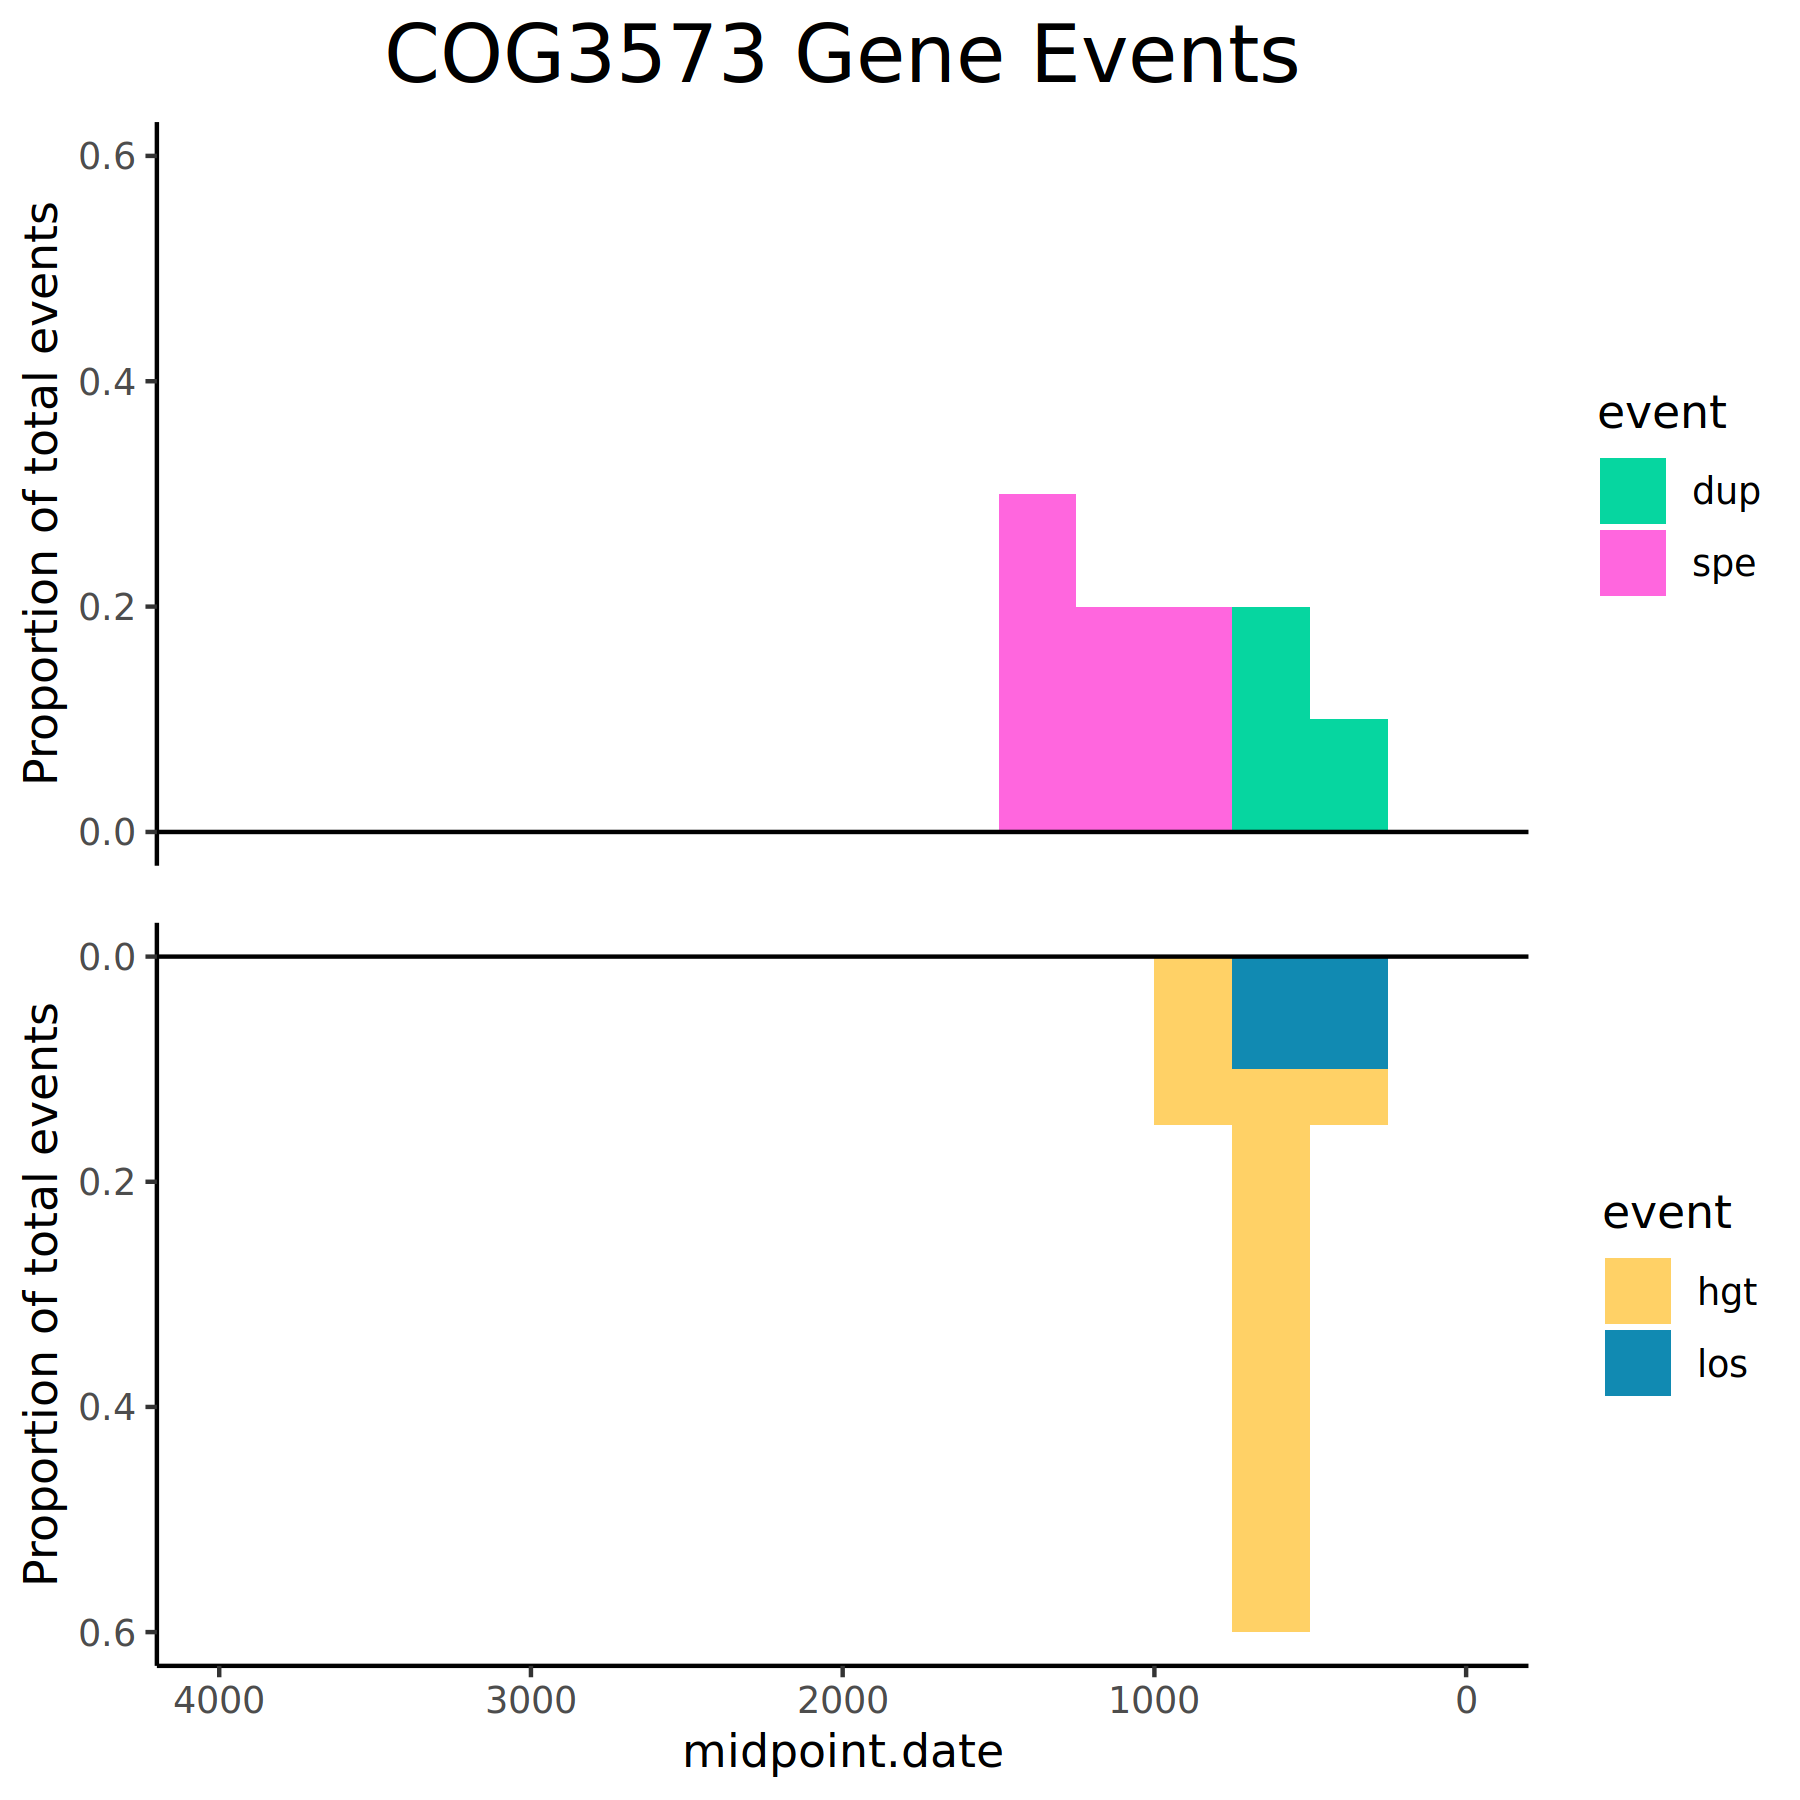 COG3573 Gene Events
Proportion of total events
0.6
0.4
0.2
0.0
event
dup
spe
Proportion of total events
0.0
0.2
0.4
0.6
event
hgt
los
4000 3000 2000 1000 0
midpoint.date